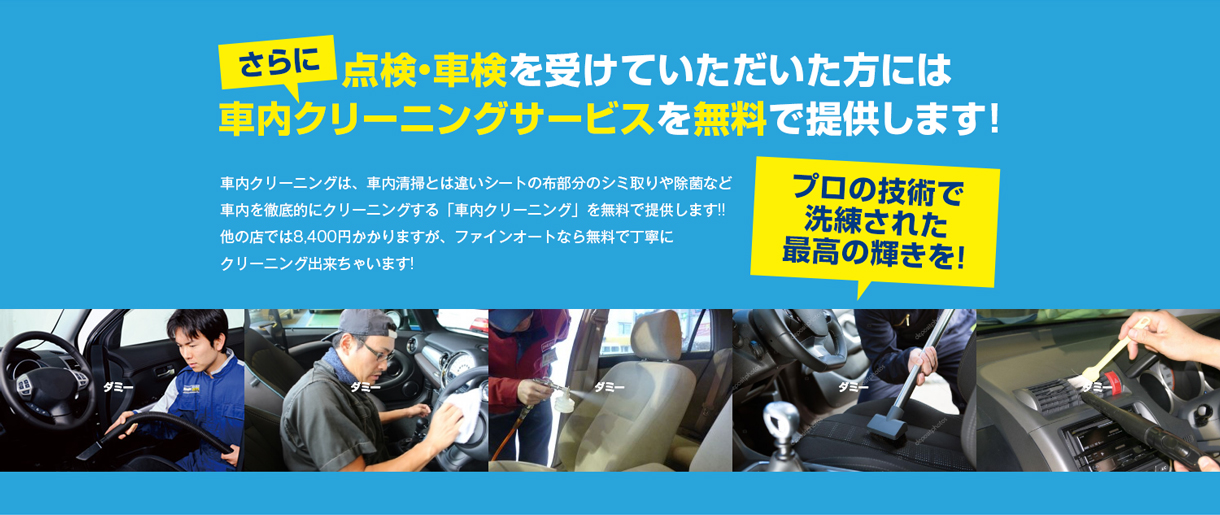 さらに
点検・車検を受けていただいた方には
車内クリーニングサービスを無料で提供します!
車内クリーニングは、車内清掃とは違いシートの布部分のシミ取りや除菌など
車内を徹底的にクリーニングする「車内クリーニング」を無料で提供します!!
他の店では8,400円かかりますが、ファインオートなら無料で丁寧に
クリーニング出来ちゃいます!
プロの技術で
洗練された
最高の輝きを!
ダミー
ダミー
ダミー
ダミー
ダミー